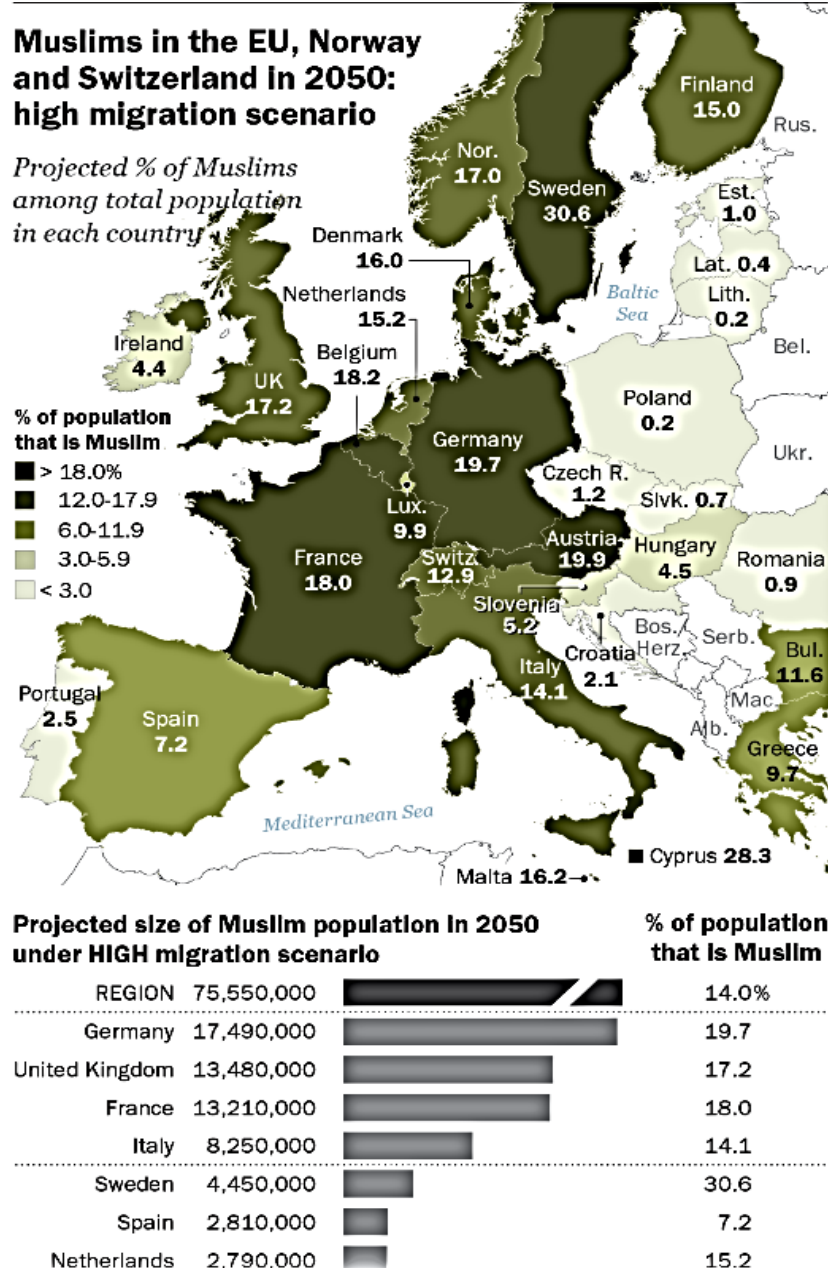 Muslims in the EU, Norway
and Switzerland in 2050:
high migration scenario
Projected % of Muslims
among total population
in each country
Finland
15.0
Rus.
Nor.
17.0
Sweden
30.6
Est.
1.0
Denmark
16.0
Lat. 0.4
Netherlands
15.2
Baltic
Sea
Lith.
0.2
Ireland
4.4
Belgium
18.2
Bel.
UK
17.2
Poland
0.2
% of population
that is Muslim
> 18.0%
12.0-17.9
6.0-11.9
3.0-5.9
< 3.0
Germany
19.7
Ukr.
Czech R.
1.2
Slvk. 0.7
Lux.
9.9
France
18.0
Switz.
12.9
Austria
19.9
Hungary
4.5
Romania
0.9
Slovenia
5.2
Croatia
2.1
Bos./
Herz.
Serb.
Bul.
11.6
Italy
14.1
Portugal
2.5
Spain
7.2
Mac.
Alb.
Greece
9.7
Mediterranean Sea
Cyprus 28.3
Malta 16.2
Projected size of Muslim population in 2050
under HIGH migration scenario
% of population
that is Muslim
REGION 75,550,000 14.0%
Germany 17,490,000 19.7
United Kingdom 13,480,000 17.2
France 13,210,000 18.0
Italy 8,250,000 14.1
Sweden 4,450,000 30.6
Spain 2,810,000 7.2
Netherlands 2,790,000 15.2